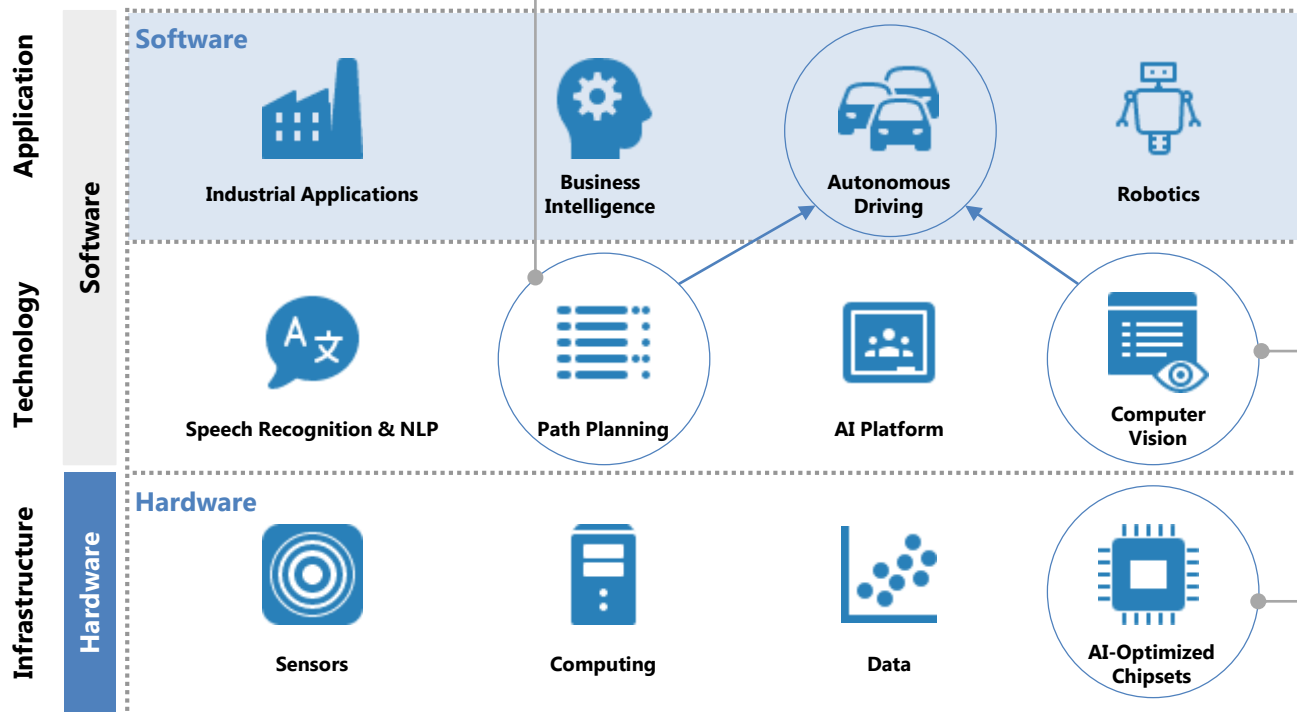 Application
Software
Software
Industrial Applications
Business
Intelligence
Autonomous
Driving
Robotics
Technology
A 文
Speech Recognition & NLP
Path Planning
AI Platform
Computer
Vision
Infrastructure
Hardware
Hardware
Sensors
Computing
Data
AI-Optimized
Chipsets